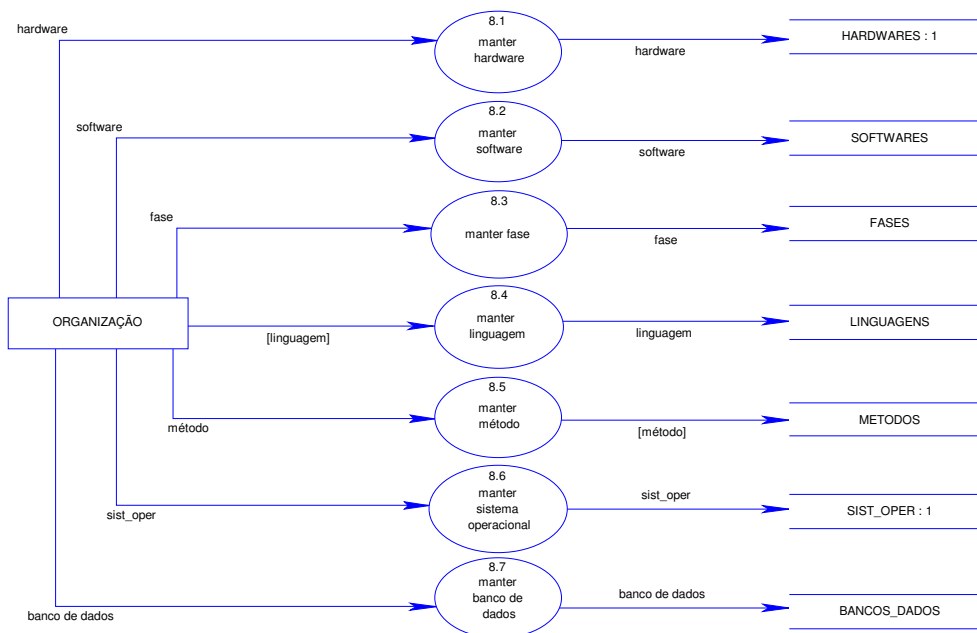 hardware
8.1
manter
hardware
hardware
HARDWARES : 1
software
8.2
manter
software
software
SOFTWARES
fase
8.3
manter fase
fase
FASES
ORGANIZAÇÃO
[linguagem]
8.4
manter
linguagem
linguagem
LINGUAGENS
método
8.5
manter
método
[método]
METODOS
sist_oper
8.6
manter
sistema
operacional
sist_oper
SIST_OPER : 1
banco de dados
8.7
manter
banco de
dados
banco de dados
BANCOS_DADOS